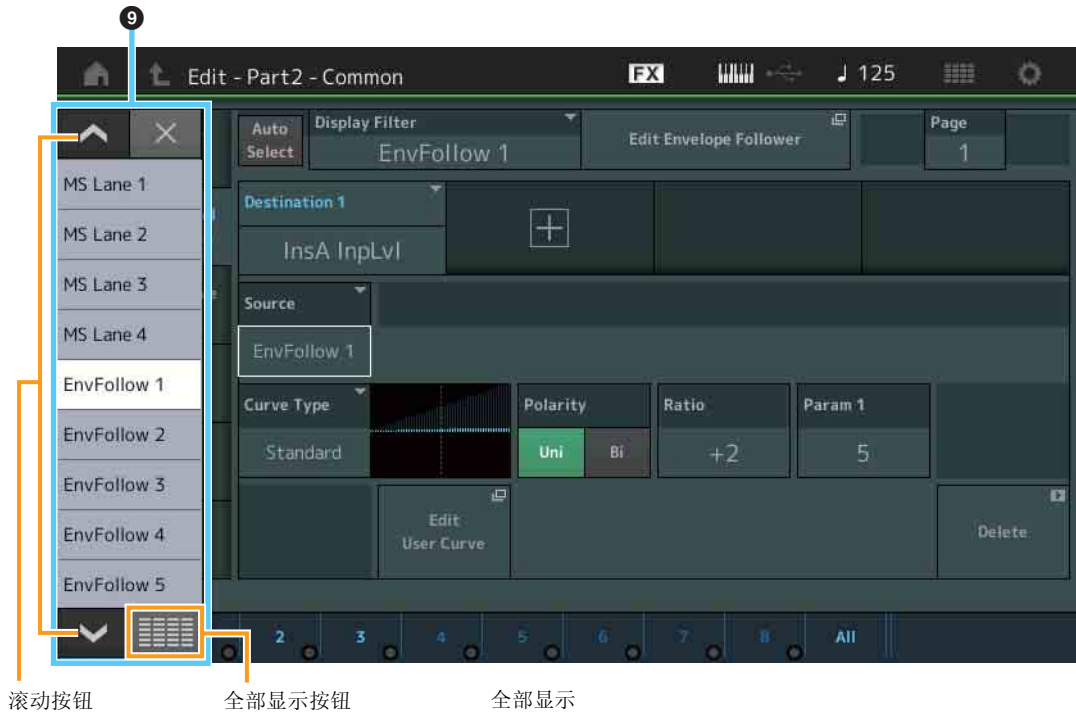 9
Edit - Part2 - Common
FX
♩ 125
Auto Select
Display Filter
EnvFollow 1
Edit Envelope Follower
Page
1
MS Lane 1
MS Lane 2
MS Lane 3
MS Lane 4
EnvFollow 1
EnvFollow 2
EnvFollow 3
EnvFollow 4
EnvFollow 5
Destination 1
InsA InpLvl
Source
EnvFollow 1
Curve Type
Standard
Polarity
Uni
Bi
Ratio
+2
Param 1
5
Edit
User Curve
Delete
2 3 4 5 6 7 8 All
滚动按钮
全部显示按钮
全部显示